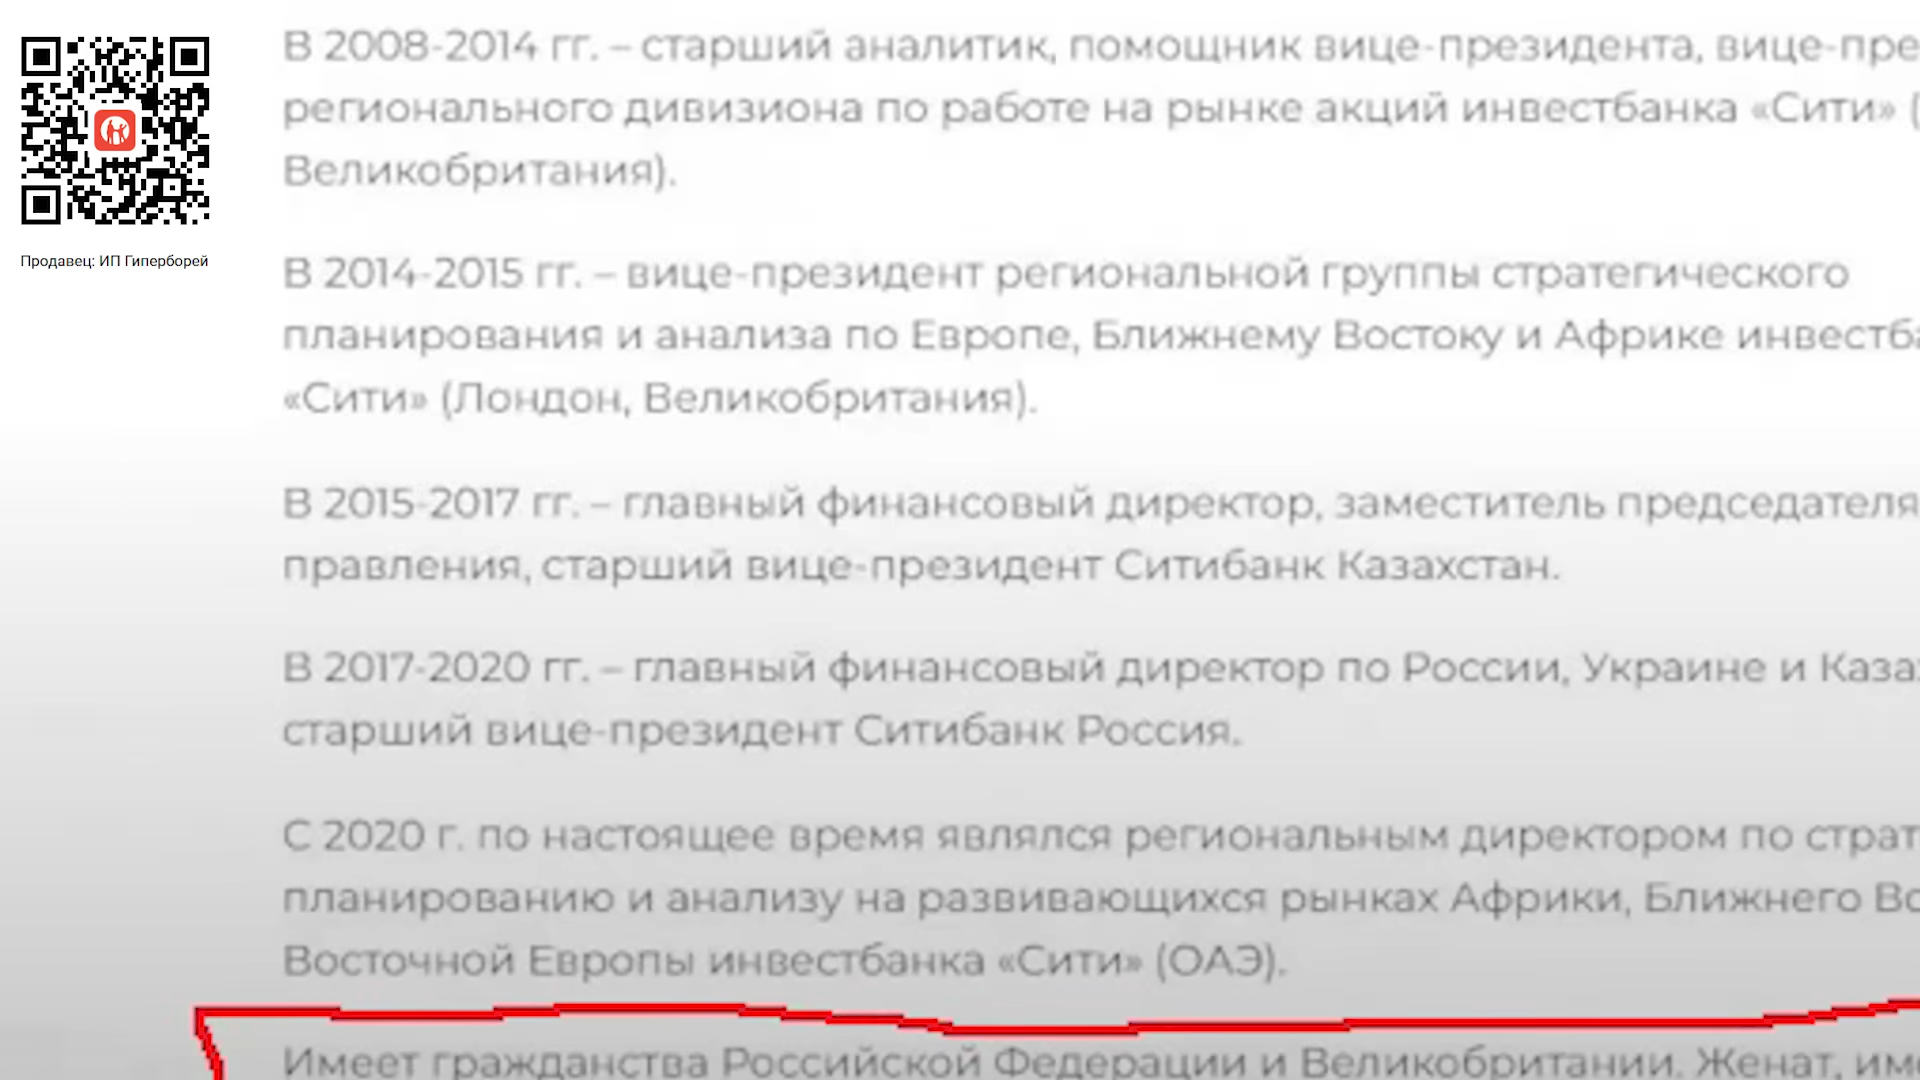 В 2008-2014 гг. – старший аналитик, помощник вице-президента, вице-пре
регионального дивизиона по работе на рынке акций инвестбанка «Сити» (
Великобритания).
Продавец: ИП Гиперборей
В 2014-2015 гг. – вице-президент региональной группы стратегического
планирования и анализа по Европе, Ближнему Востоку и Африке инвестба
«Сити» (Лондон, Великобритания).
В 2015-2017 гг. – главный финансовый директор, заместитель председателя
правления, старший вице-президент Ситибанк Казахстан.
В 2017-2020 гг. – главный финансовый директор по России, Украине и Каза
старший вице-президент Ситибанк Россия.
С 2020 г. по настоящее время являлся региональным директором по страт
планированию и анализу на развивающихся рынках Африки, Ближнего Во
Восточной Европы инвестбанка «Сити» (ОАЭ).
Имеет гражданства Российской Федерации и Великобритании. Женат, име